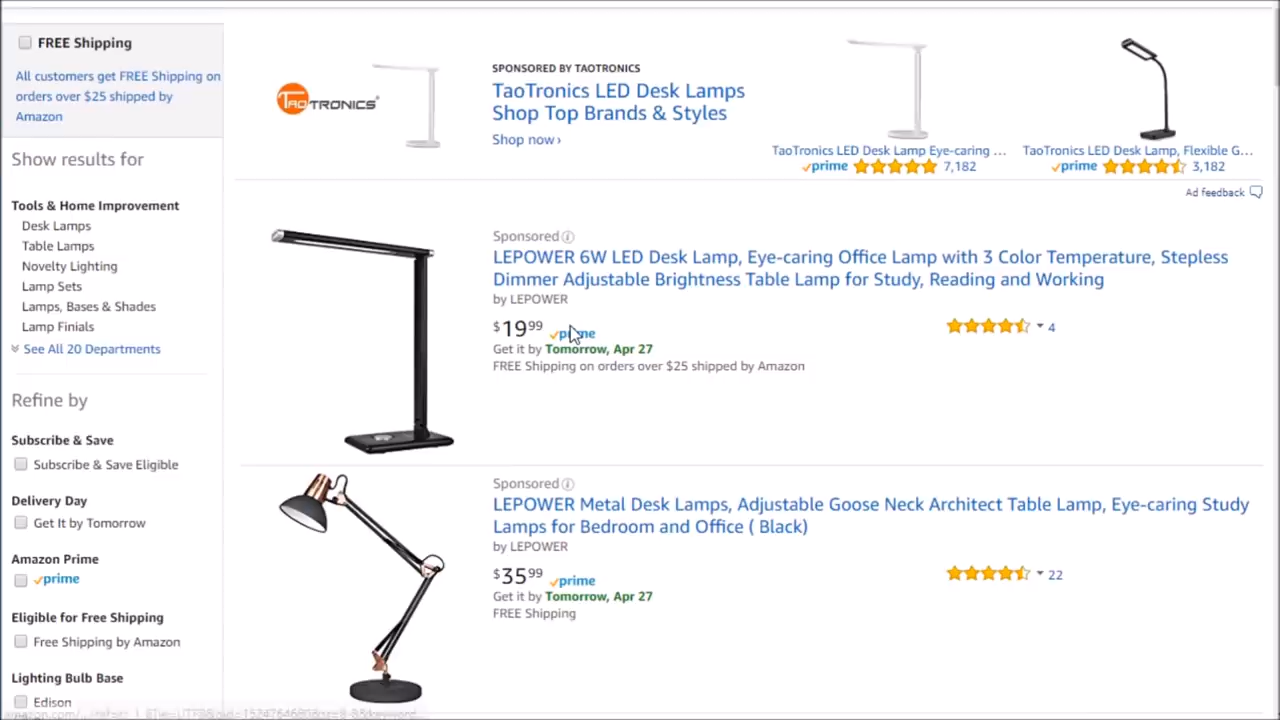 FREE Shipping
All customers get FREE Shipping on
orders over $25 shipped by
Amazon
Show results for
Tools & Home Improvement
Desk Lamps
Table Lamps
Novelty Lighting
Lamp Sets
Lamps, Bases & Shades
Lamp Finials
See All 20 Departments
Refine by
Subscribe & Save
Subscribe & Save Eligible
Delivery Day
Get It by Tomorrow
Amazon Prime
prime
Eligible for Free Shipping
Free Shipping by Amazon
Lighting Bulb Base
Edison
TAOTRONICS
SPONSORED BY TAOTRONICS
TaoTronics LED Desk Lamps
Shop Top Brands & Styles
Shop now ›
TaoTronics LED Desk Lamp Eye-caring ...
prime 7,182
TaoTronics LED Desk Lamp, Flexible G...
prime 3,182
Ad feedback
Sponsored
LEPOWER 6W LED Desk Lamp, Eye-caring Office Lamp with 3 Color Temperature, Stepless
Dimmer Adjustable Brightness Table Lamp for Study, Reading and Working
by LEPOWER
$19 99 prime 4
Get it by Tomorrow, Apr 27
FREE Shipping on orders over $25 shipped by Amazon
Sponsored
LEPOWER Metal Desk Lamps, Adjustable Goose Neck Architect Table Lamp, Eye-caring Study
Lamps for Bedroom and Office ( Black)
by LEPOWER
$35 99 prime 22
Get it by Tomorrow, Apr 27
FREE Shipping